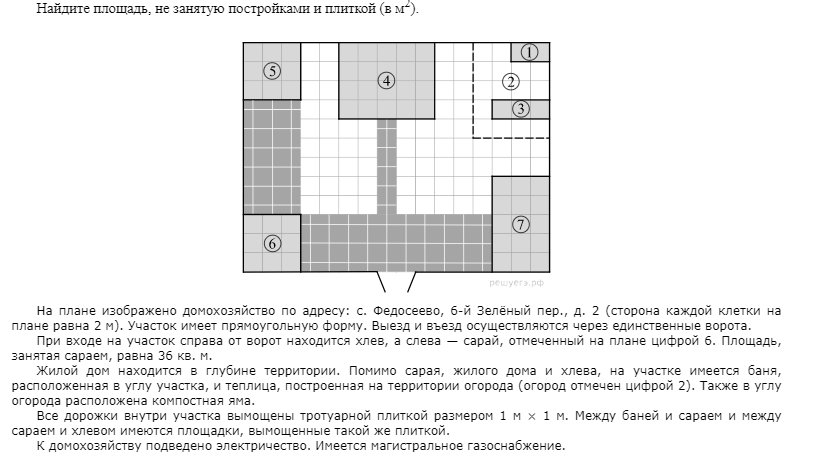 Найдите площадь, не занятую постройками и плиткой (в м²).
1
2
5
4
3
7
6
решуегэ.рф
На плане изображено домохозяйство по адресу: с. Федосеево, 6-й Зелёный пер., д. 2 (сторона каждой клетки на
плане равна 2 м). Участок имеет прямоугольную форму. Выезд и въезд осуществляются через единственные ворота.
При входе на участок справа от ворот находится хлев, а слева — сарай, отмеченный на плане цифрой 6. Площадь,
занятая сараем, равна 36 кв. м.
Жилой дом находится в глубине территории. Помимо сарая, жилого дома и хлева, на участке имеется баня,
расположенная в углу участка, и теплица, построенная на территории огорода (огород отмечен цифрой 2). Также в углу
огорода расположена компостная яма.
Все дорожки внутри участка вымощены тротуарной плиткой размером 1 м × 1 м. Между баней и сараем и между
сараем и хлевом имеются площадки, вымощенные такой же плиткой.
К домохозяйству подведено электричество. Имеется магистральное газоснабжение.